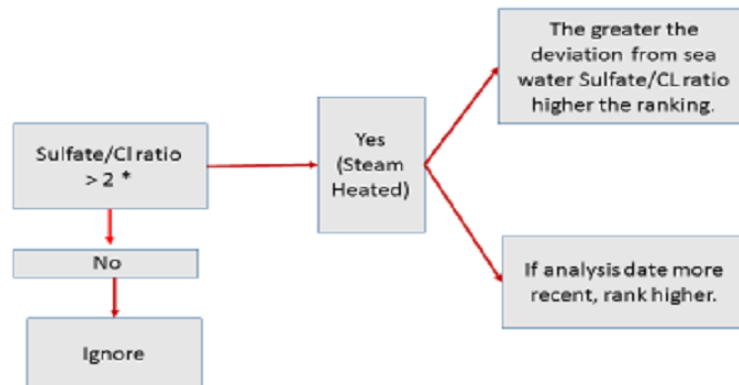 Sulfate/Cl ratio
> 2 *
No
Ignore
Yes
(Steam
Heated)
The greater the
deviation from sea
water Sulfate/CL ratio
higher the ranking.
If analysis date more
recent, rank higher.